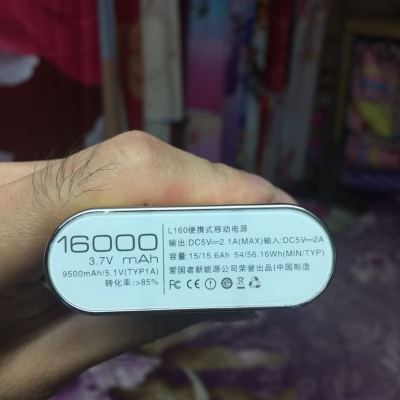 16000
3.7V mAh
9500mAh/5.1V(TYP1A)
转化率:>85%
L160便携式移动电源
输出:DC5V⎓2.1A(MAX)输入:DC5V⎓2A
容量:15/15.6Ah 54/56.16Wh(MIN/TYP)
爱国者新能源公司荣誉出品|中国制造
FC CE